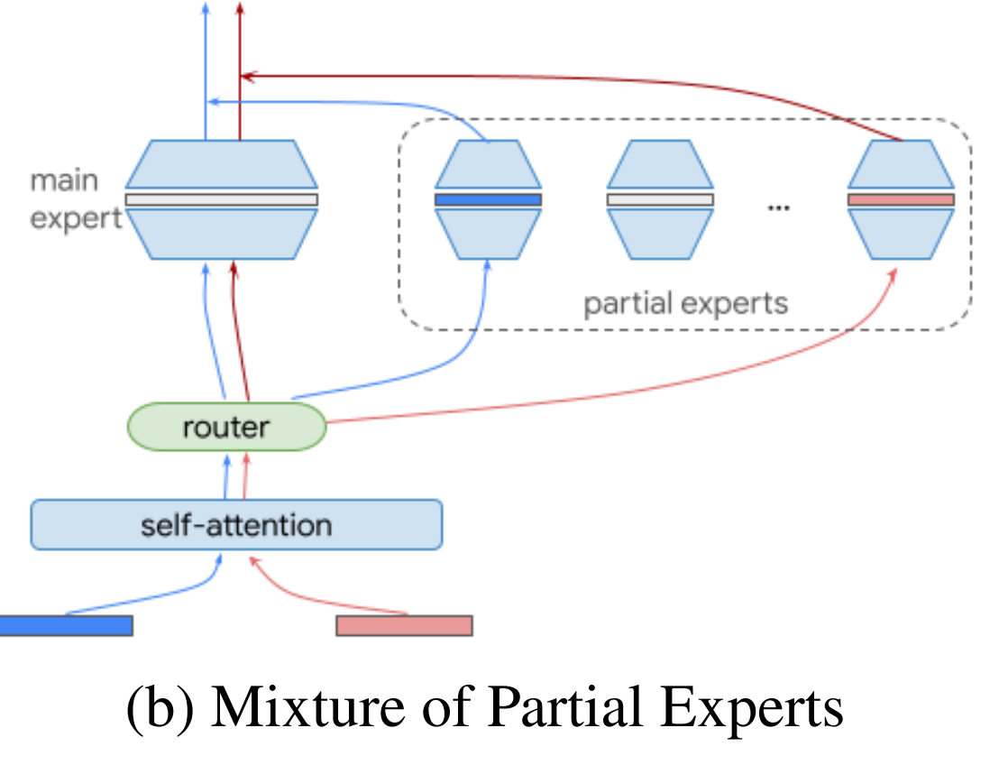 main
expert
...
partial experts
router
self-attention
(b) Mixture of Partial Experts